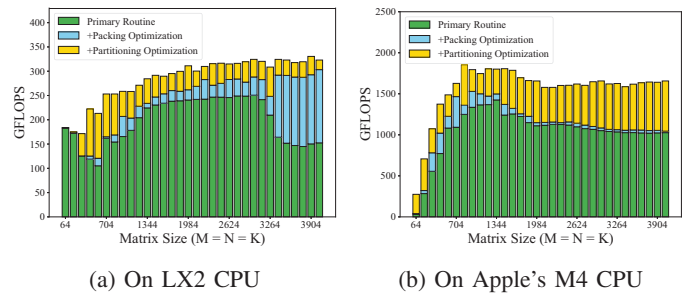 GFLOPS
400
350
300
250
200
150
100
50
0
Primary Routine
+Packing Optimization
+Partitioning Optimization
64 704 1344 1984 2624 3264 3904
Matrix Size (M = N = K)
(a) On LX2 CPU
GFLOPS
2500
2000
1500
1000
500
0
Primary Routine
+Packing Optimization
+Partitioning Optimization
64 704 1344 1984 2624 3264 3904
Matrix Size (M = N = K)
(b) On Apple's M4 CPU